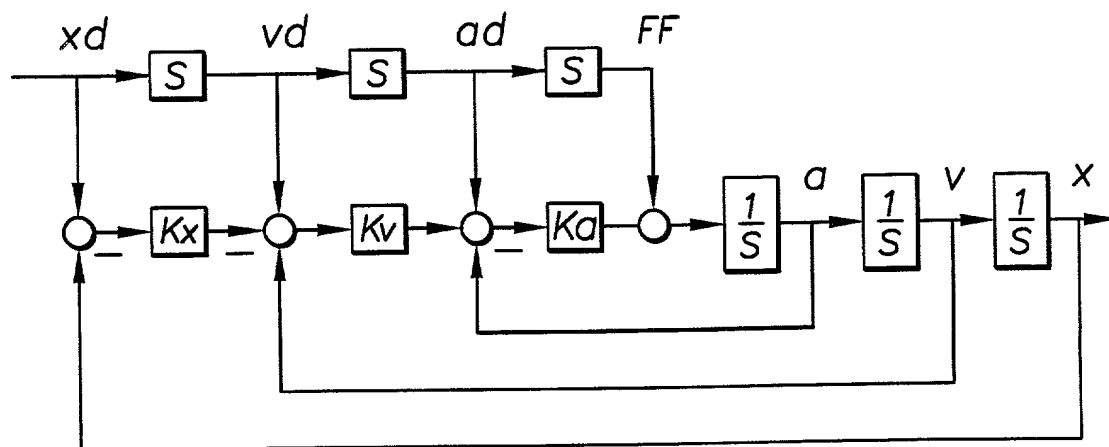 xd vd ad FF
S S S
a v x
Kx Kv Ka 1/S 1/S 1/S
− − −